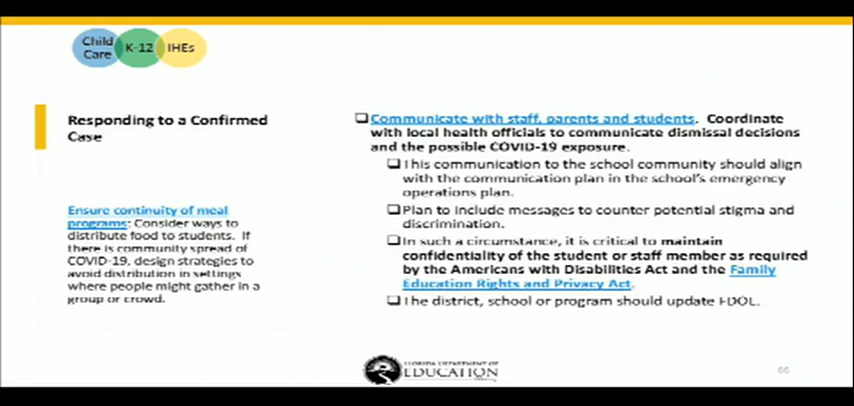 Child
Care
K-12
IHEs
Responding to a Confirmed
Case
Ensure continuity of meal
programs: Consider ways to
distribute food to students. If
there is community spread of
COVID-19, design strategies to
avoid distribution in settings
where people might gather in a
group or crowd.
Communicate with staff, parents and students. Coordinate
with local health officials to communicate dismissal decisions
and the possible COVID-19 exposure.
This communication to the school community should align
with the communication plan in the school's emergency
operations plan.
Plan to include messages to counter potential stigma and
discrimination.
In such a circumstance, it is critical to maintain
confidentiality of the student or staff member as required
by the Americans with Disabilities Act and the Family
Education Rights and Privacy Act.
The district, school or program should update FDOE.
FLORIDA DEPARTMENT OF
EDUCATION
66